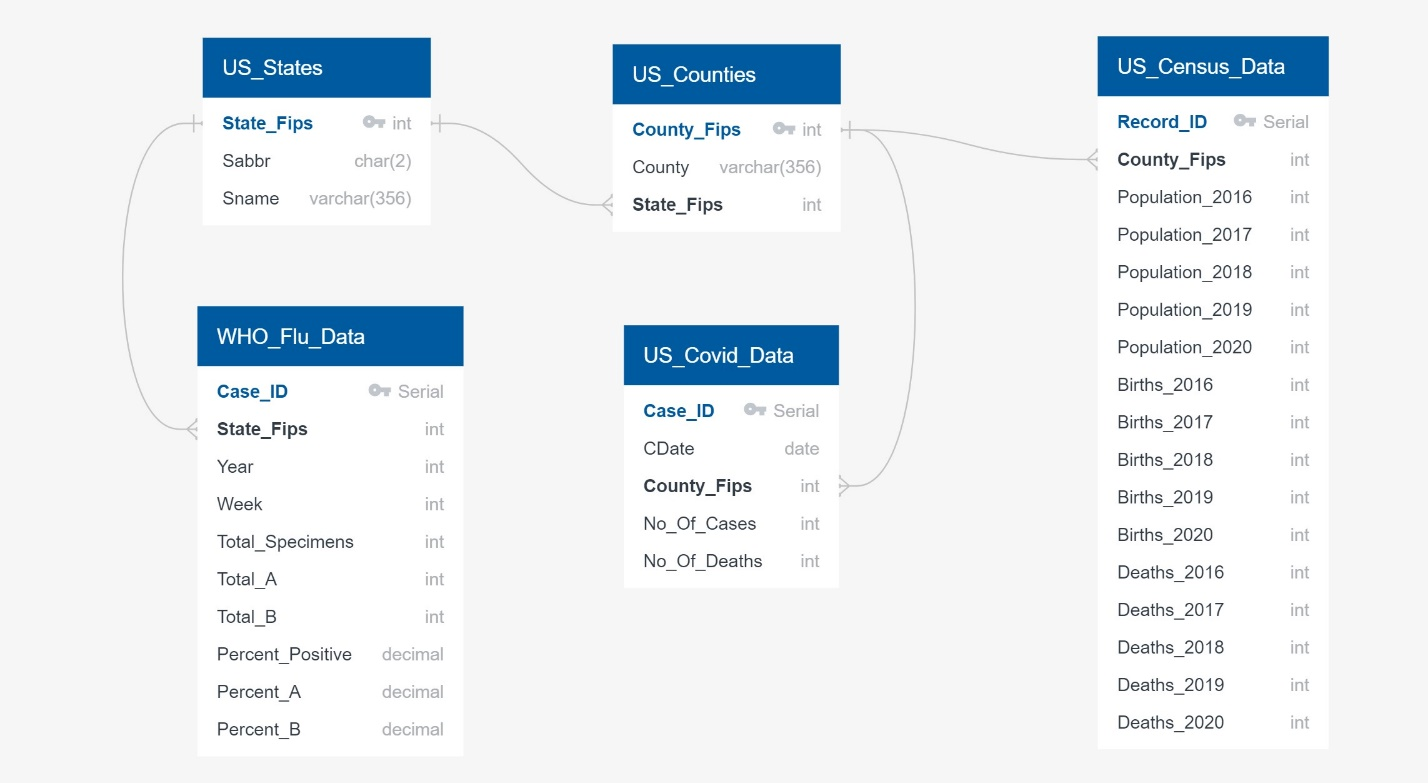 US_States
State_Fips int
Sabbr char(2)
Sname varchar(356)
US_Counties
County_Fips int
County varchar(356)
State_Fips int
US_Census_Data
Record_ID Serial
County_Fips int
Population_2016 int
Population_2017 int
Population_2018 int
Population_2019 int
Population_2020 int
Births_2016 int
Births_2017 int
Births_2018 int
Births_2019 int
Births_2020 int
Deaths_2016 int
Deaths_2017 int
Deaths_2018 int
Deaths_2019 int
Deaths_2020 int
WHO_Flu_Data
Case_ID Serial
State_Fips int
Year int
Week int
Total_Specimens int
Total_A int
Total_B int
Percent_Positive decimal
Percent_A decimal
Percent_B decimal
US_Covid_Data
Case_ID Serial
CDate date
County_Fips int
No_Of_Cases int
No_Of_Deaths int